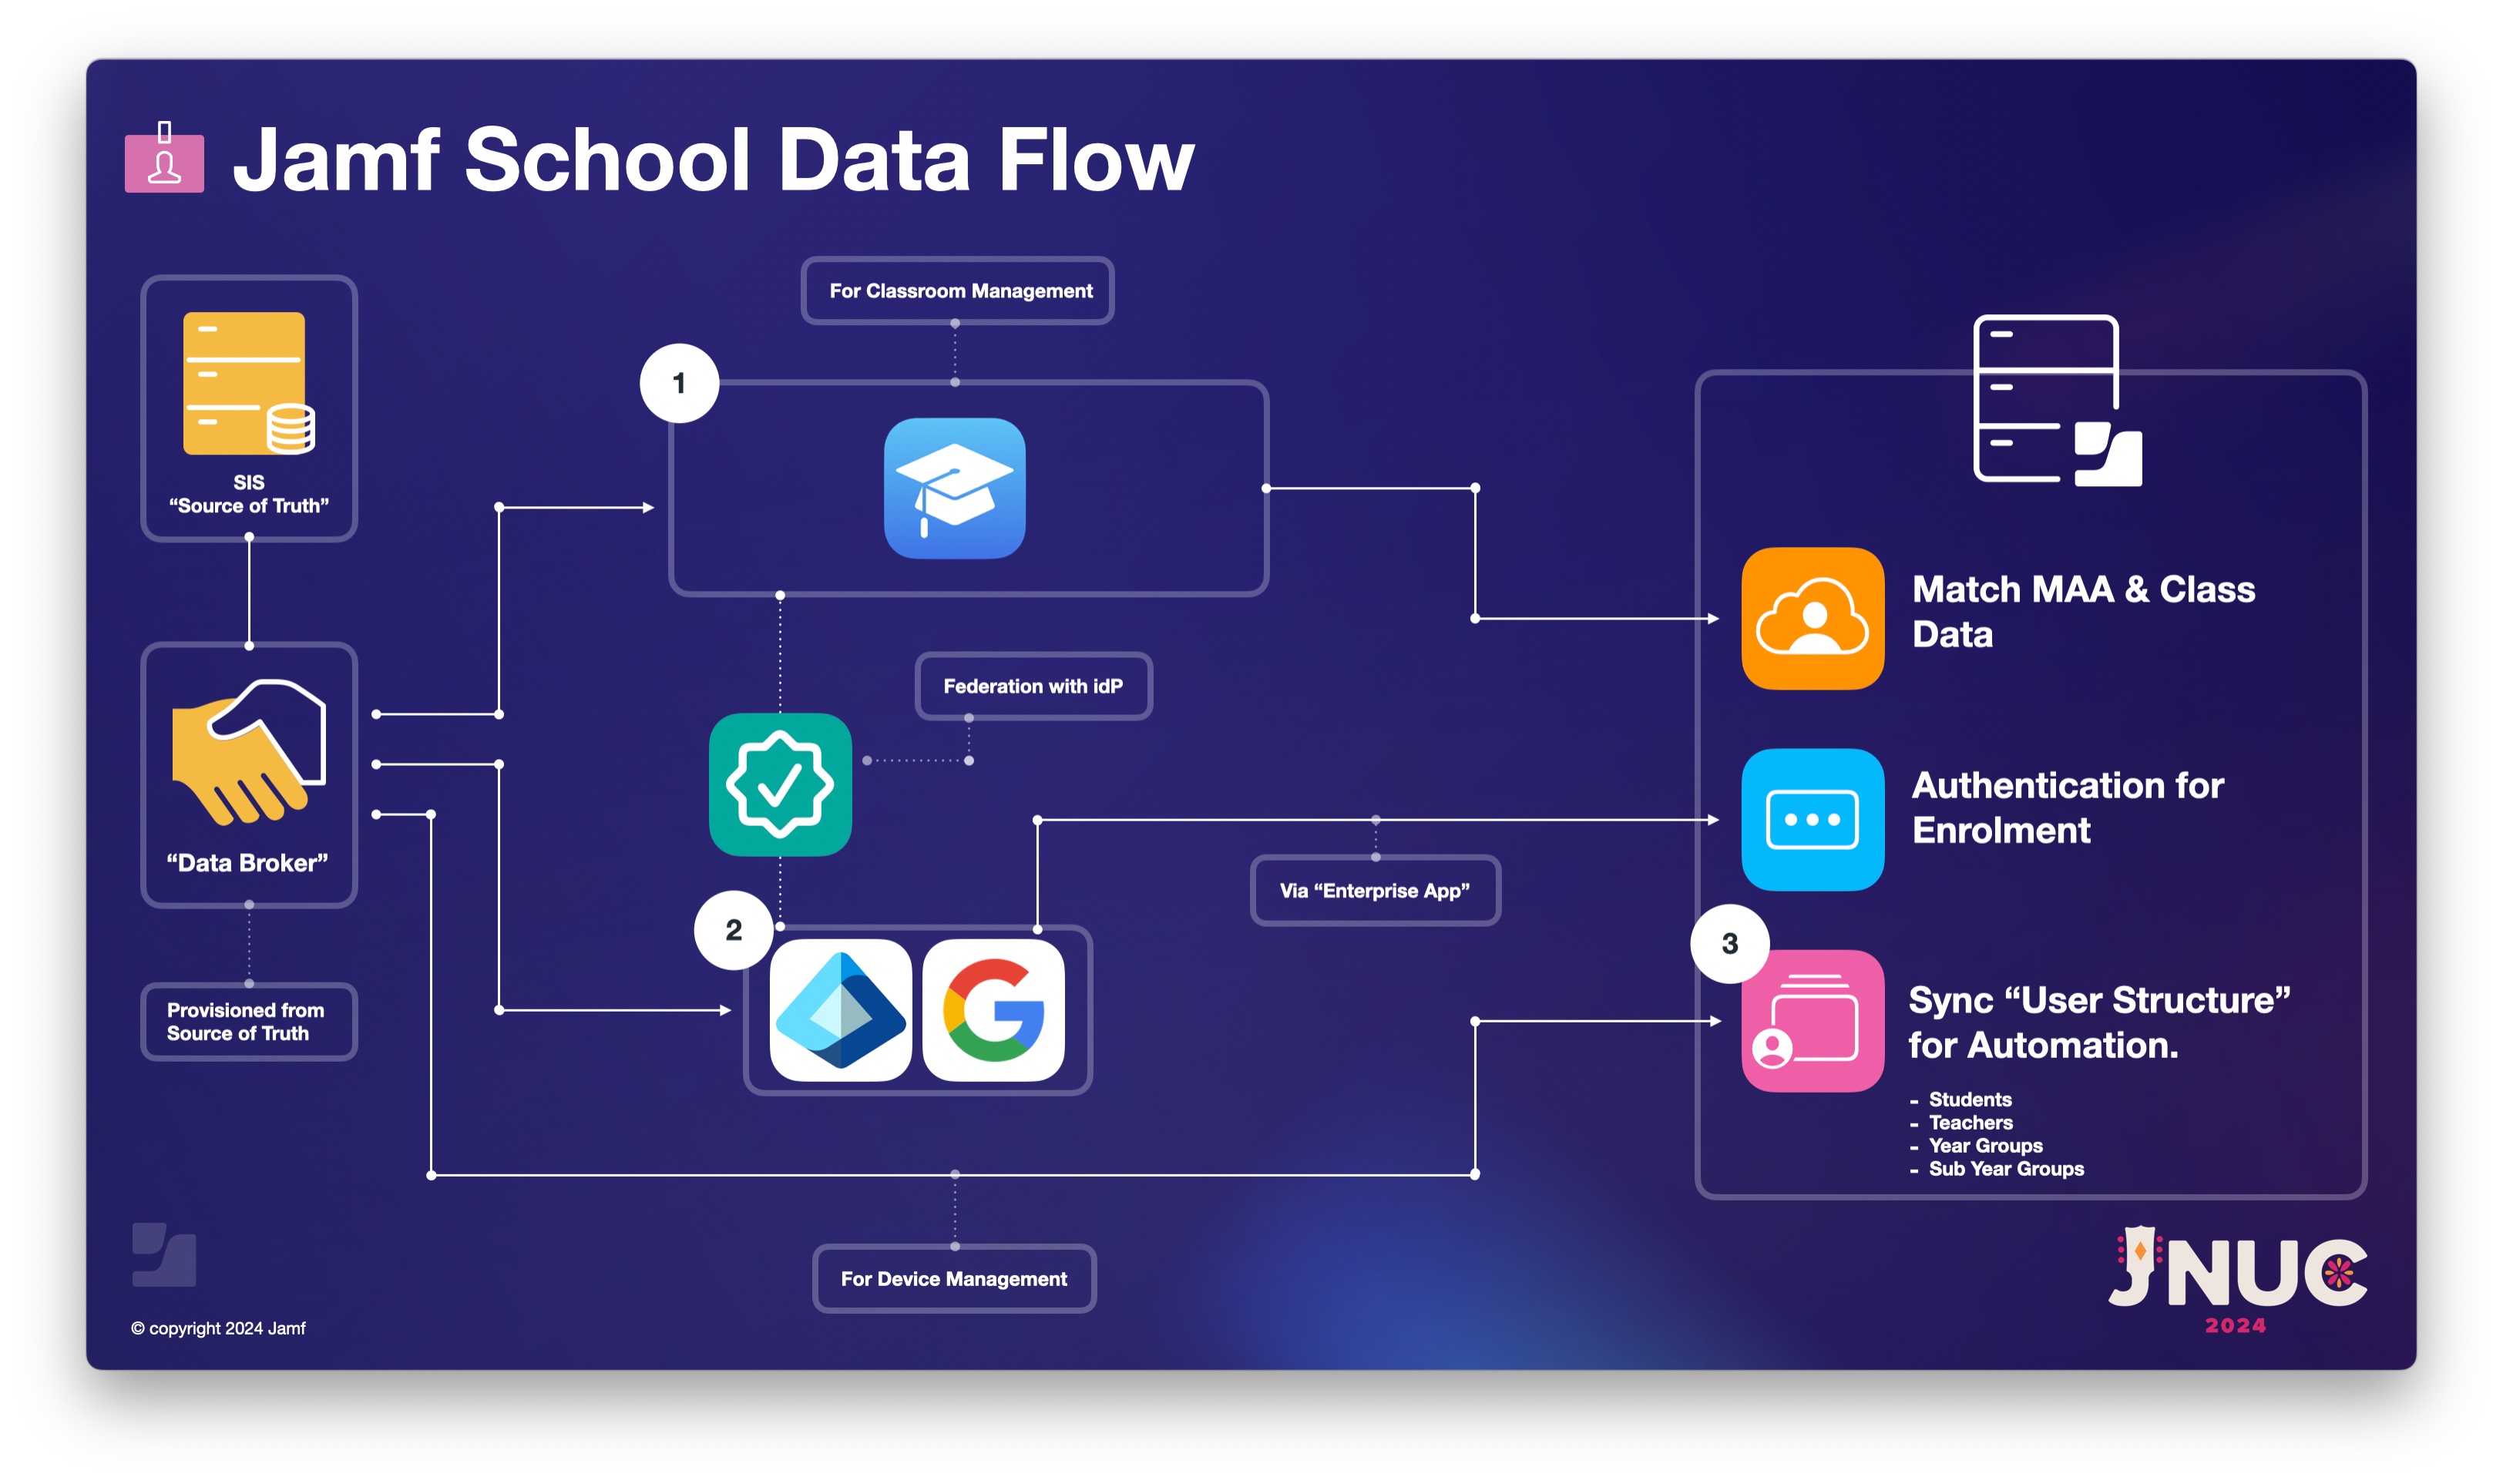 Jamf School Data Flow
For Classroom Management
1
SIS
“Source of Truth”
Match MAA & Class
Data
Federation with idP
Authentication for
Enrolment
“Data Broker”
Via “Enterprise App”
2
3
Provisioned from
Source of Truth
Sync “User Structure”
for Automation.
- Students
- Teachers
- Year Groups
- Sub Year Groups
For Device Management
JNUC
2024
© copyright 2024 Jamf